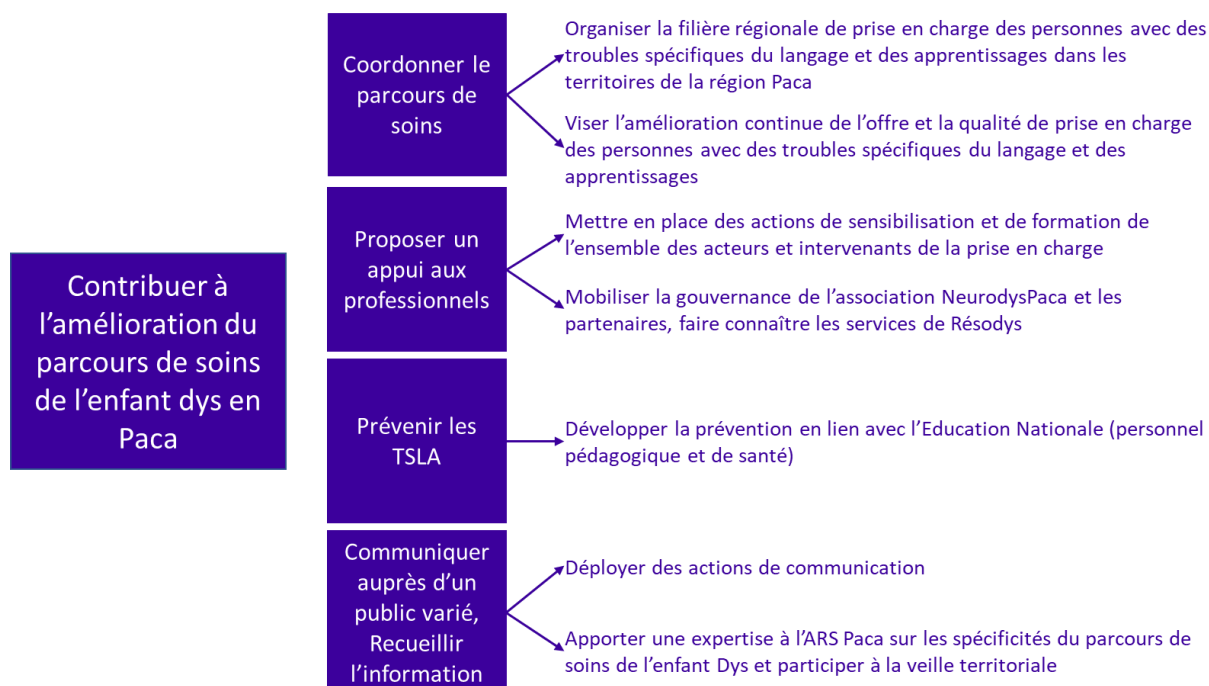 Contribuer à
l’amélioration du
parcours de soins
de l’enfant dys en
Paca
Coordonner le
parcours de
soins
Organiser la filière régionale de prise en charge des personnes avec des
troubles spécifiques du langage et des apprentissages dans les
territoires de la région Paca
Viser l’amélioration continue de l’offre et la qualité de prise en charge
des personnes avec des troubles spécifiques du langage et des
apprentissages
Proposer un
appui aux
professionnels
Mettre en place des actions de sensibilisation et de formation de
l’ensemble des acteurs et intervenants de la prise en charge
Mobiliser la gouvernance de l’association NeurodysPaca et les
partenaires, faire connaître les services de Résodys
Prévenir les
TSLA
Développer la prévention en lien avec l’Education Nationale (personnel
pédagogique et de santé)
Communiquer
auprès d’un
public varié,
Recueillir
l’information
Déployer des actions de communication
Apporter une expertise à l’ARS Paca sur les spécificités du parcours de
soins de l’enfant Dys et participer à la veille territoriale